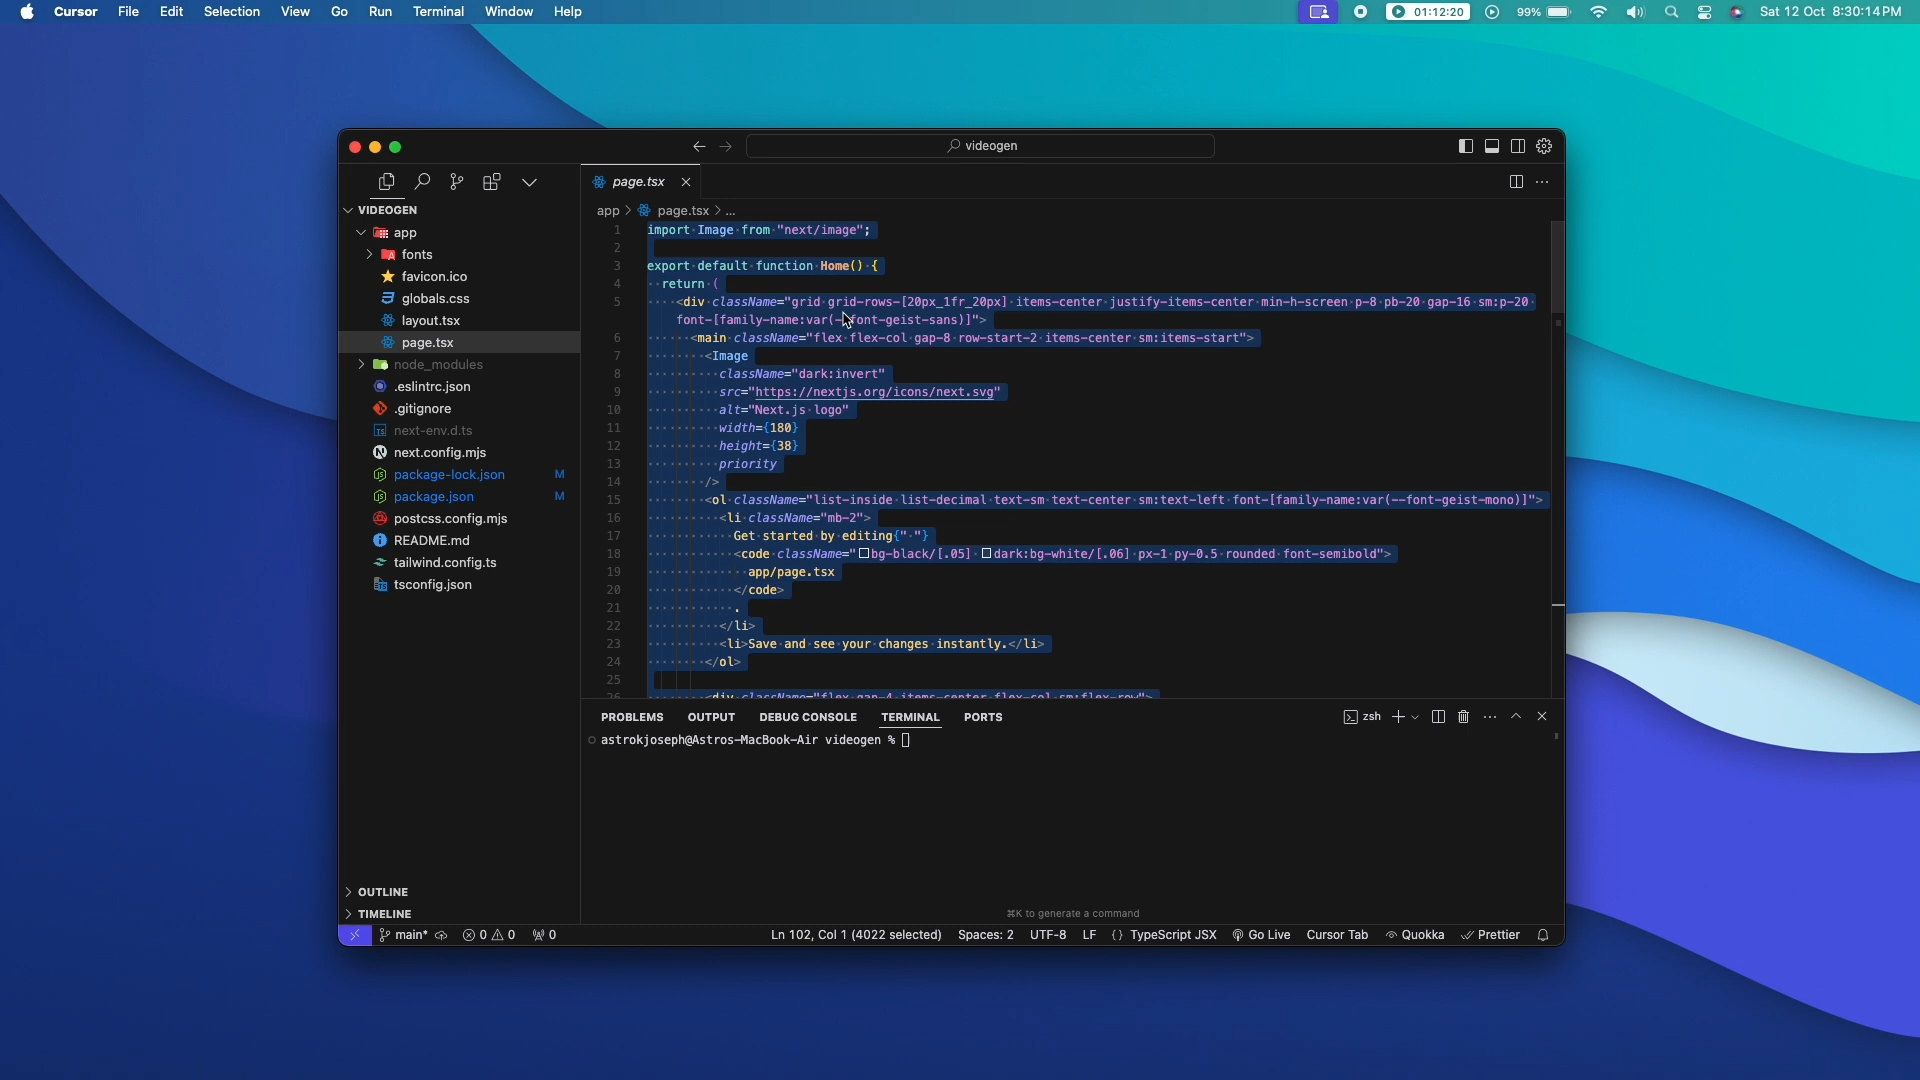 Cursor File Edit Selection View Go Run Terminal Window Help 01:12:20 99% Sat 12 Oct 8:30:14 PM
videogen
page.tsx
VIDEOGEN
app
fonts
favicon.ico
globals.css
layout.tsx
page.tsx
node_modules
.eslintrc.json
.gitignore
next-env.d.ts
next.config.mjs
package-lock.json M
package.json M
postcss.config.mjs
README.md
tailwind.config.ts
tsconfig.json
OUTLINE
TIMELINE
app > page.tsx > ...
1 import Image from "next/image";
2
3 export default function Home() {
4 return (
5 <div className="grid grid-rows-[20px_1fr_20px] items-center justify-items-center min-h-screen p-8 pb-20 gap-16 sm:p-20
font-[family-name:var(--font-geist-sans)]">
6 <main className="flex flex-col gap-8 row-start-2 items-center sm:items-start">
7 <Image
8 className="dark:invert"
9 src="https://nextjs.org/icons/next.svg"
10 alt="Next.js logo"
11 width={180}
12 height={38}
13 priority
14 />
15 <ol className="list-inside list-decimal text-sm text-center sm:text-left font-[family-name:var(--font-geist-mono)]">
16 <li className="mb-2">
17 Get started by editing{" "}
18 <code className="bg-black/[.05] dark:bg-white/[.06] px-1 py-0.5 rounded font-semibold">
19 app/page.tsx
20 </code>
21 .
22 </li>
23 <li>Save and see your changes instantly.</li>
24 </ol>
25
26 <div className="flex gap-4 items-center flex-col sm:flex-row">
PROBLEMS OUTPUT DEBUG CONSOLE TERMINAL PORTS zsh
astrokjoseph@Astros-MacBook-Air videogen %
⌘K to generate a command
main* 0 0 0 Ln 102, Col 1 (4022 selected) Spaces: 2 UTF-8 LF {} TypeScript JSX Go Live Cursor Tab Quokka Prettier